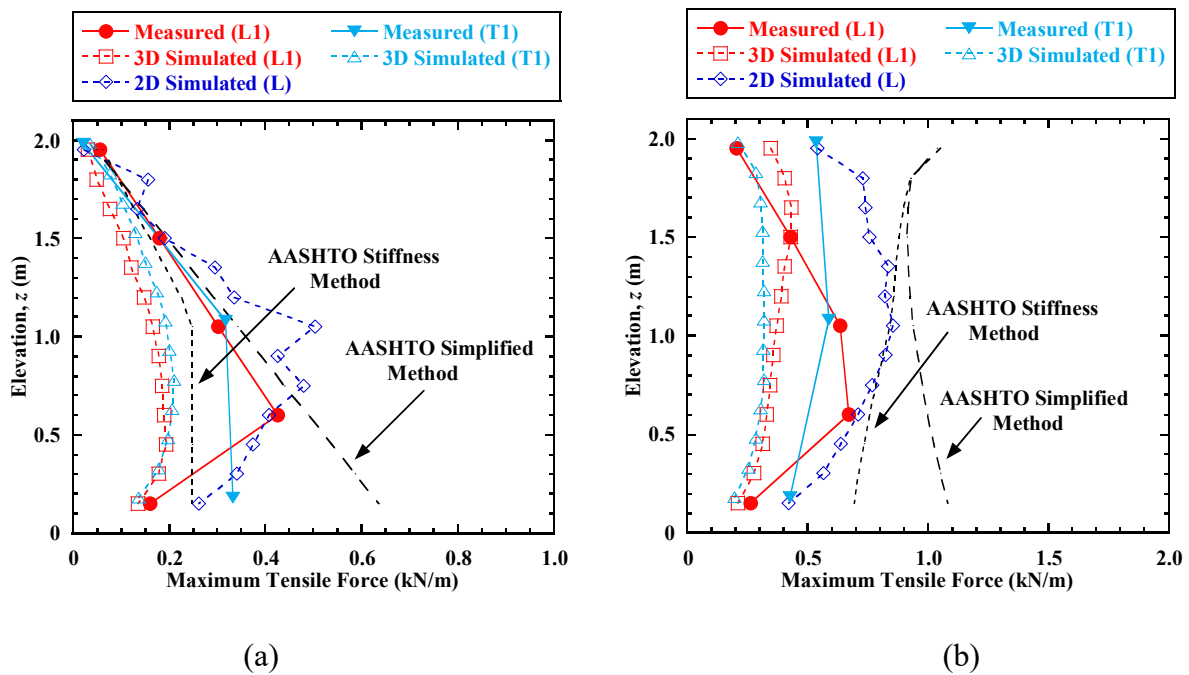 Measured (L1)
Measured (T1)
3D Simulated (L1)
3D Simulated (T1)
2D Simulated (L)
2.0
1.5
1.0
0.5
0
Elevation, z (m)
AASHTO Stiffness
Method
AASHTO Simplified
Method
0
0.2
0.4
0.6
0.8
1.0
Maximum Tensile Force (kN/m)
(a)
Measured (L1)
Measured (T1)
3D Simulated (L1)
3D Simulated (T1)
2D Simulated (L)
2.0
1.5
1.0
0.5
0
Elevation, z (m)
AASHTO Stiffness
Method
AASHTO Simplified
Method
0
0.5
1.0
1.5
2.0
Maximum Tensile Force (kN/m)
(b)